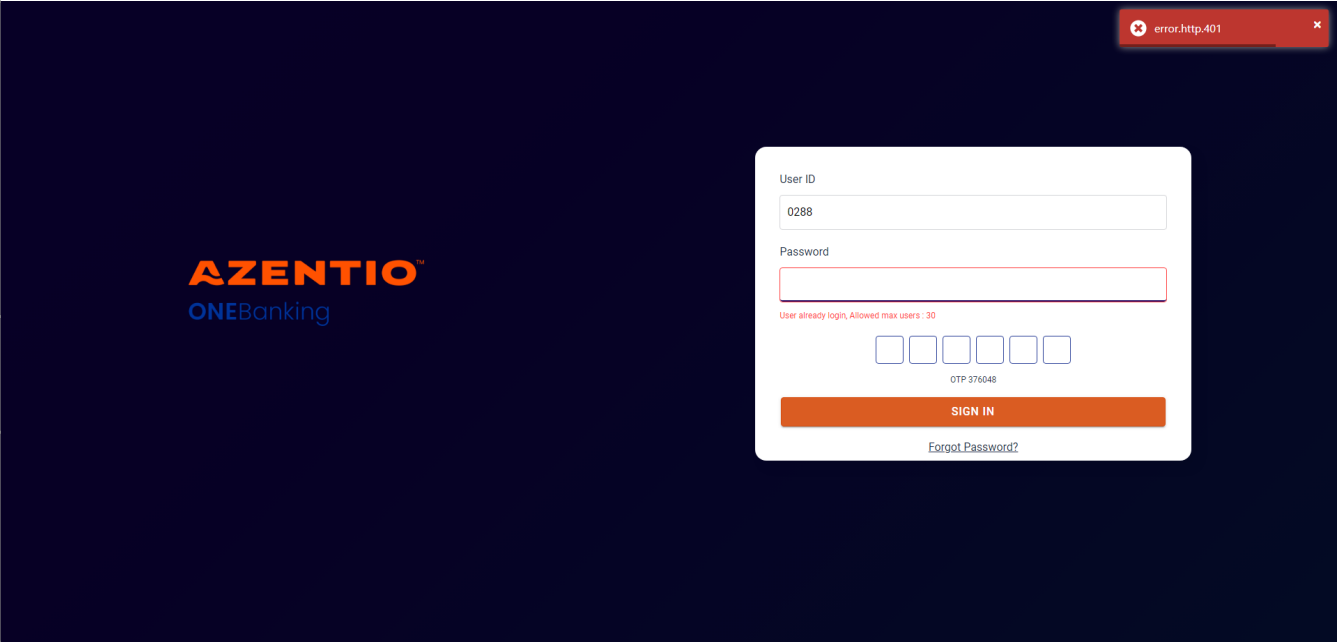 error.http.401
User ID
0288
Password
AZENTIO™
ONEBanking
User already login, Allowed max users : 30
OTP 376048
SIGN IN
Forgot Password?